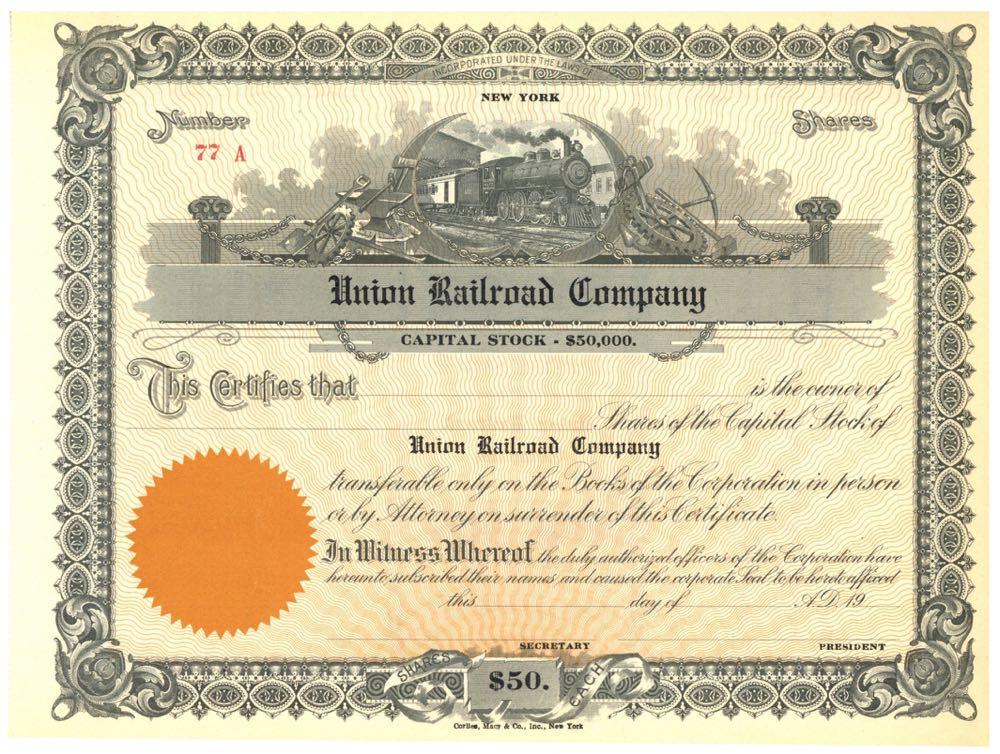 INCORPORATED UNDER THE LAWS OF
NEW YORK
Number
Shares
77 A
Union Railroad Company
CAPITAL STOCK - $50,000.
This Certifies that is the owner of
Shares of the Capital Stock of
Union Railroad Company
transferable only on the Books of the Corporation in person
or by Attorney on surrender of this Certificate.
In Witness Whereof, the duly authorized officers of the Corporation have
hereunto subscribed their names and caused the corporate Seal to be hereto affixed
this day of A.D. 19
SECRETARY PRESIDENT
SHARES $50. EACH
Corlies, Macy & Co., Inc., New York